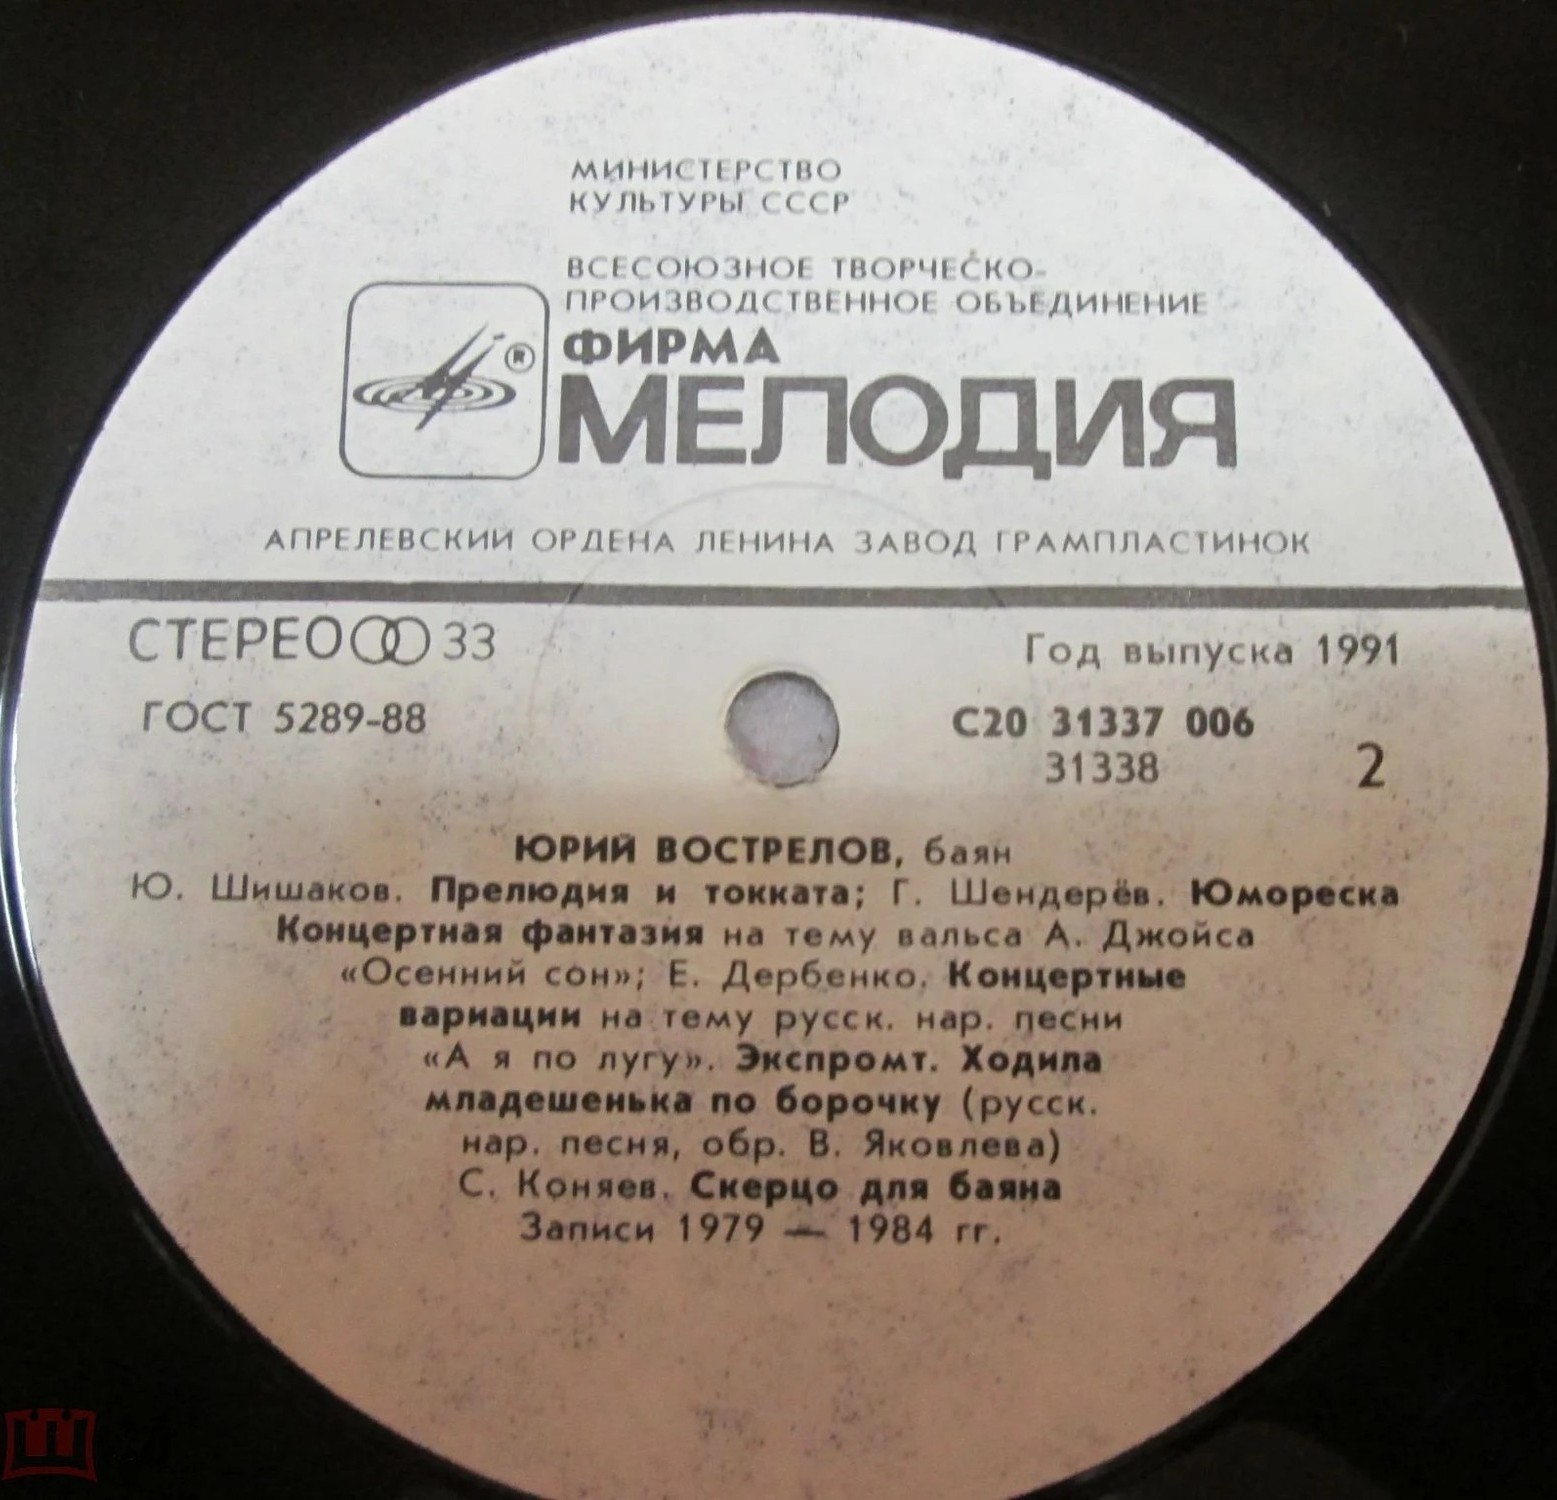 МИНИСТЕРСТВО
КУЛЬТУРЫ СССР
ВСЕСОЮЗНОЕ ТВОРЧЕСКО-
ПРОИЗВОДСТВЕННОЕ ОБЪЕДИНЕНИЕ
ФИРМА
МЕЛОДИЯ
®
АПРЕЛЕВСКИЙ ОРДЕНА ЛЕНИНА ЗАВОД ГРАМПЛАСТИНОК
СТЕРЕО 33
Год выпуска 1991
ГОСТ 5289-88
С20 31337 006
31338
2
ЮРИЙ ВОСТРЕЛОВ, баян
Ю. Шишаков. Прелюдия и токката; Г. Шендерёв. Юмореска
Концертная фантазия на тему вальса А. Джойса
«Осенний сон»; Е. Дербенко. Концертные
вариации на тему русск. нар. песни
«А я по лугу». Экспромт. Ходила
младешенька по борочку (русск.
нар. песня, обр. В. Яковлева)
С. Коняев. Скерцо для баяна
Записи 1979 — 1984 гг.